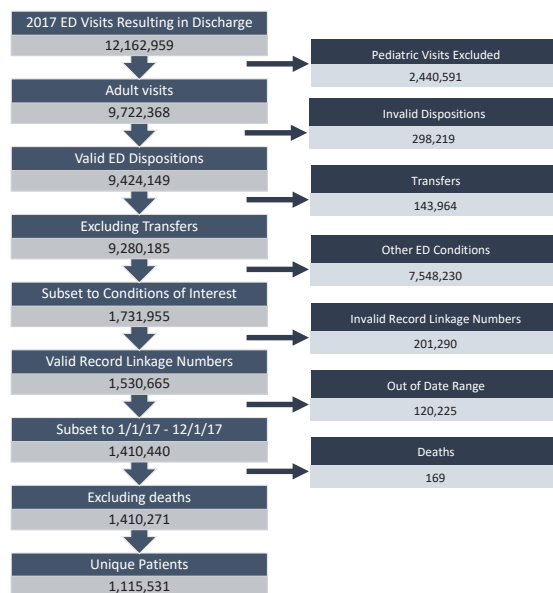 2017 ED Visits Resulting in Discharge
12,162,959
Pediatric Visits Excluded
2,440,591
Adult visits
9,722,368
Invalid Dispositions
298,219
Valid ED Dispositions
9,424,149
Transfers
143,964
Excluding Transfers
9,280,185
Other ED Conditions
7,548,230
Subset to Conditions of Interest
1,731,955
Invalid Record Linkage Numbers
201,290
Valid Record Linkage Numbers
1,530,665
Out of Date Range
120,225
Subset to 1/1/17 - 12/1/17
1,410,440
Deaths
169
Excluding deaths
1,410,271
Unique Patients
1,115,531